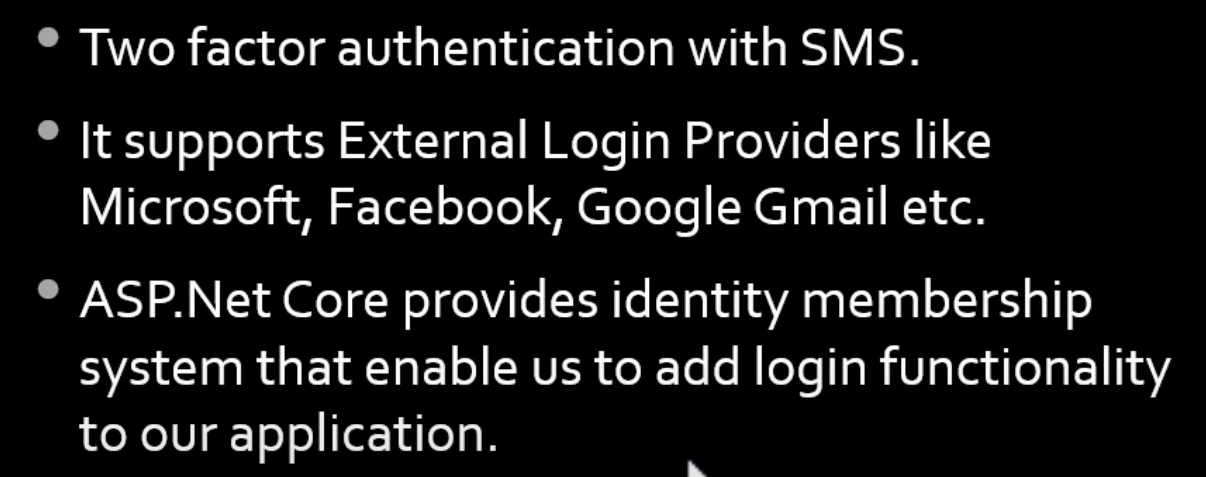 • Two factor authentication with SMS.
• It supports External Login Providers like
Microsoft, Facebook, Google Gmail etc.
• ASP.Net Core provides identity membership
system that enable us to add login functionality
to our application.